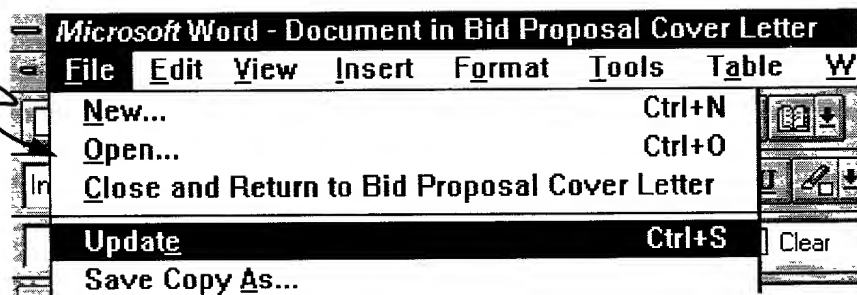 Microsoft Word - Document in Bid Proposal Cover Letter
File Edit View Insert Format Tools Table W
New... Ctrl+N
Open... Ctrl+O
In
Close and Return to Bid Proposal Cover Letter
Update Ctrl+S
Clear
Save Copy As...